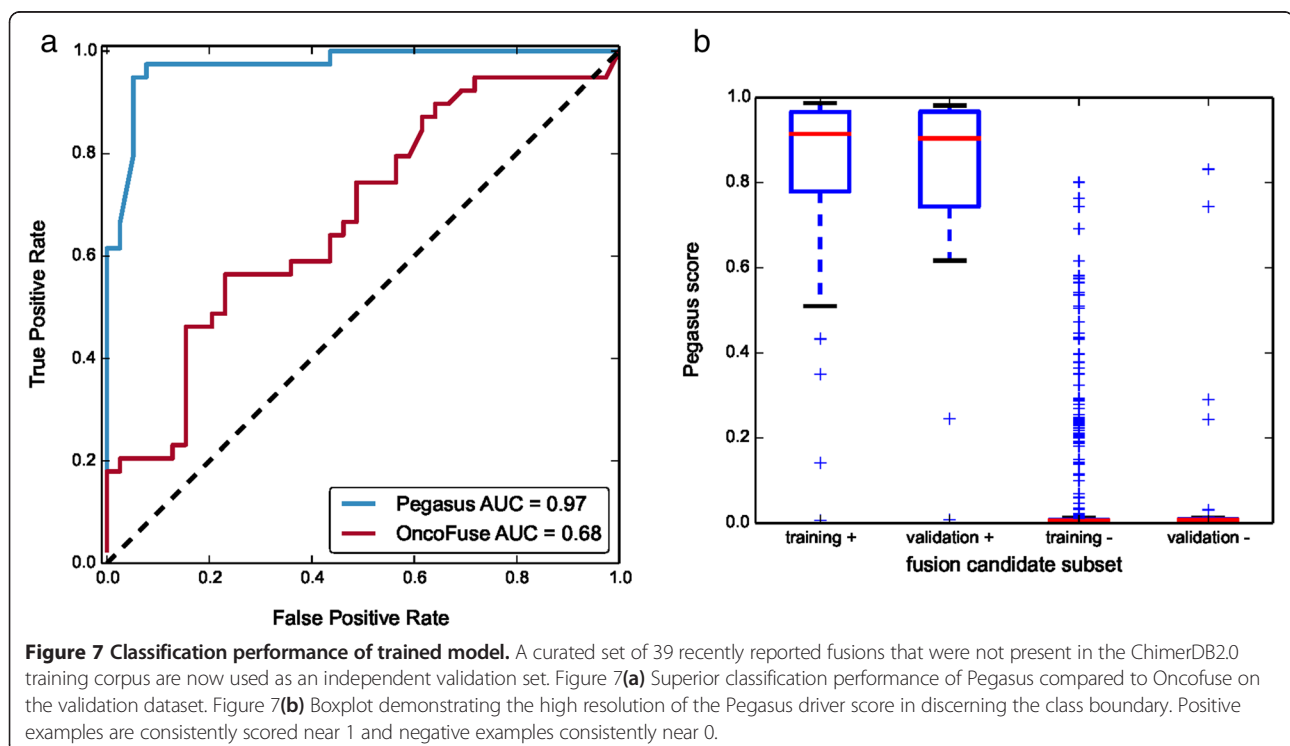 a
1.0
0.8
0.6
0.4
0.2
0.0
True Positive Rate
0.0 0.2 0.4 0.6 0.8 1.0
False Positive Rate
Pegasus AUC = 0.97
OncoFuse AUC = 0.68
b
1.0
0.8
0.6
0.4
0.2
0.0
Pegasus score
training + validation + training - validation -
fusion candidate subset
Figure 7 Classification performance of trained model. A curated set of 39 recently reported fusions that were not present in the ChimerDB2.0
training corpus are now used as an independent validation set. Figure 7(a) Superior classification performance of Pegasus compared to Oncofuse on
the validation dataset. Figure 7(b) Boxplot demonstrating the high resolution of the Pegasus driver score in discerning the class boundary. Positive
examples are consistently scored near 1 and negative examples consistently near 0.